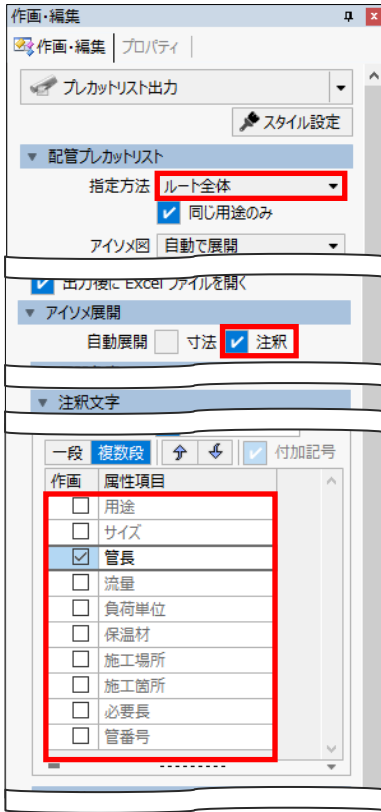 作画・編集
作画・編集 プロパティ
プレカットリスト出力
スタイル設定
配管プレカットリスト
指定方法 ルート全体
同じ用途のみ
アイソメ図 自動で展開
出力後に Excel ファイルを開く
アイソメ展開
自動展開 寸法 注釈
注釈文字
一段 複数段 付加記号
作画 属性項目
用途
サイズ
管長
流量
負荷単位
保温材
施工場所
施工箇所
必要長
管番号